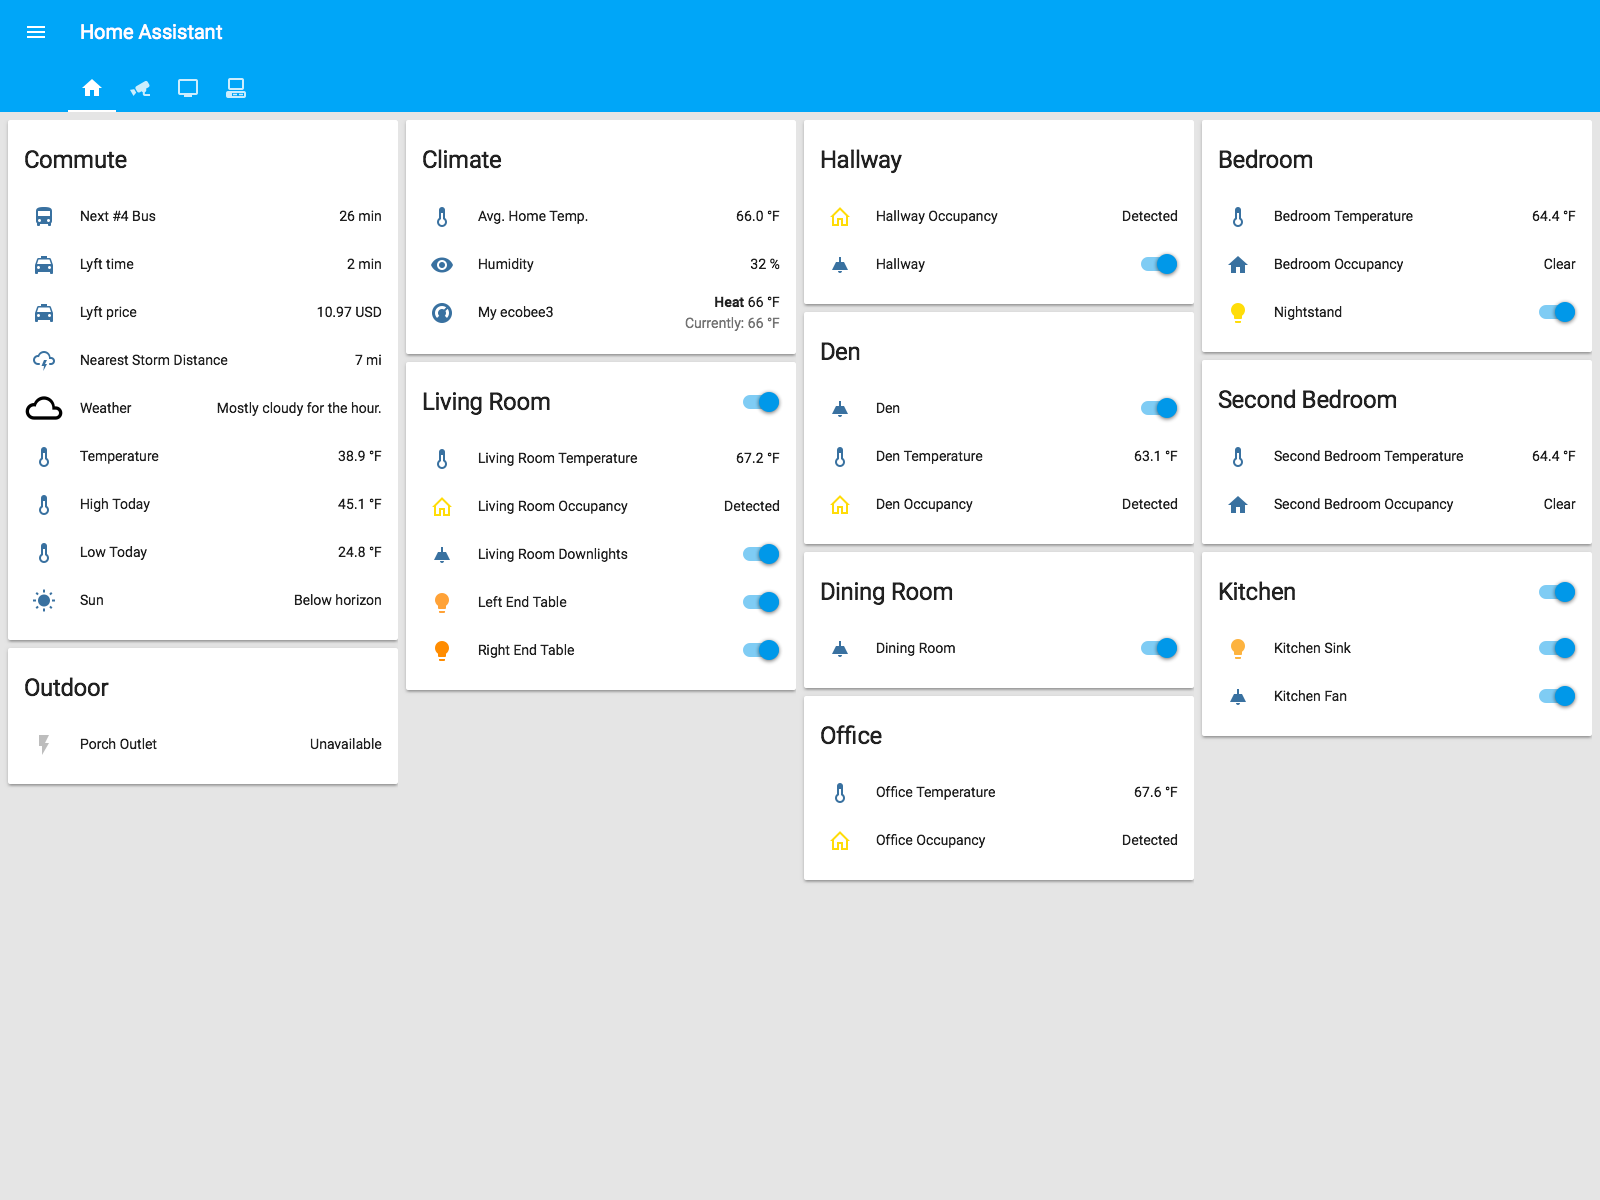 Home Assistant
Commute
Next #4 Bus 26 min
Lyft time 2 min
Lyft price 10.97 USD
Nearest Storm Distance 7 mi
Weather Mostly cloudy for the hour.
Temperature 38.9 °F
High Today 45.1 °F
Low Today 24.8 °F
Sun Below horizon
Outdoor
Porch Outlet Unavailable
Climate
Avg. Home Temp. 66.0 °F
Humidity 32 %
My ecobee3 Heat 66 °F
Currently: 66 °F
Living Room
Living Room Temperature 67.2 °F
Living Room Occupancy Detected
Living Room Downlights
Left End Table
Right End Table
Hallway
Hallway Occupancy Detected
Hallway
Den
Den
Den Temperature 63.1 °F
Den Occupancy Detected
Dining Room
Dining Room
Office
Office Temperature 67.6 °F
Office Occupancy Detected
Bedroom
Bedroom Temperature 64.4 °F
Bedroom Occupancy Clear
Nightstand
Second Bedroom
Second Bedroom Temperature 64.4 °F
Second Bedroom Occupancy Clear
Kitchen
Kitchen Sink
Kitchen Fan